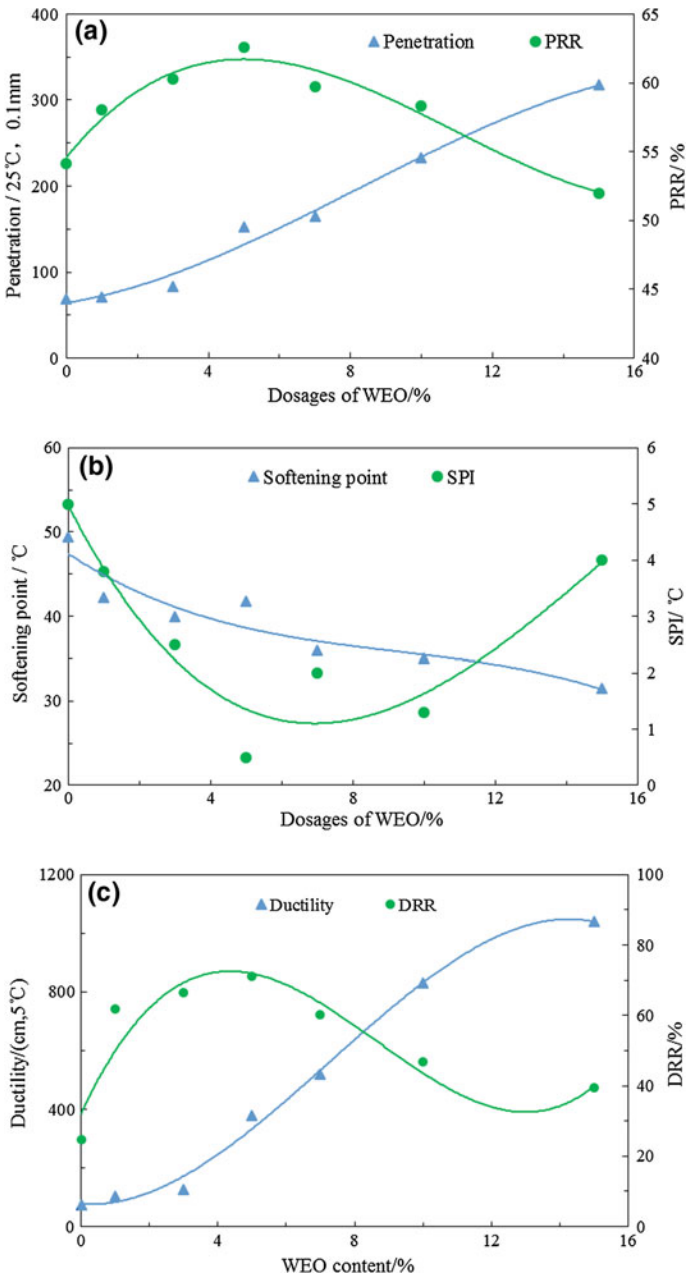 (a)
Penetration
PRR
400
300
200
100
0
Penetration / 25℃, 0.1mm
65
60
55
50
45
40
PRR/%
0 4 8 12 16
Dosages of WEO/%
(b)
Softening point
SPI
60
50
40
30
20
Softening point / ℃
6
5
4
3
2
1
0
SPI/ ℃
0 4 8 12 16
Dosages of WEO/%
(c)
Ductility
DRR
1200
800
400
0
Ductility/(cm,5℃)
100
80
60
40
20
0
DRR/%
0 4 8 12 16
WEO content/%